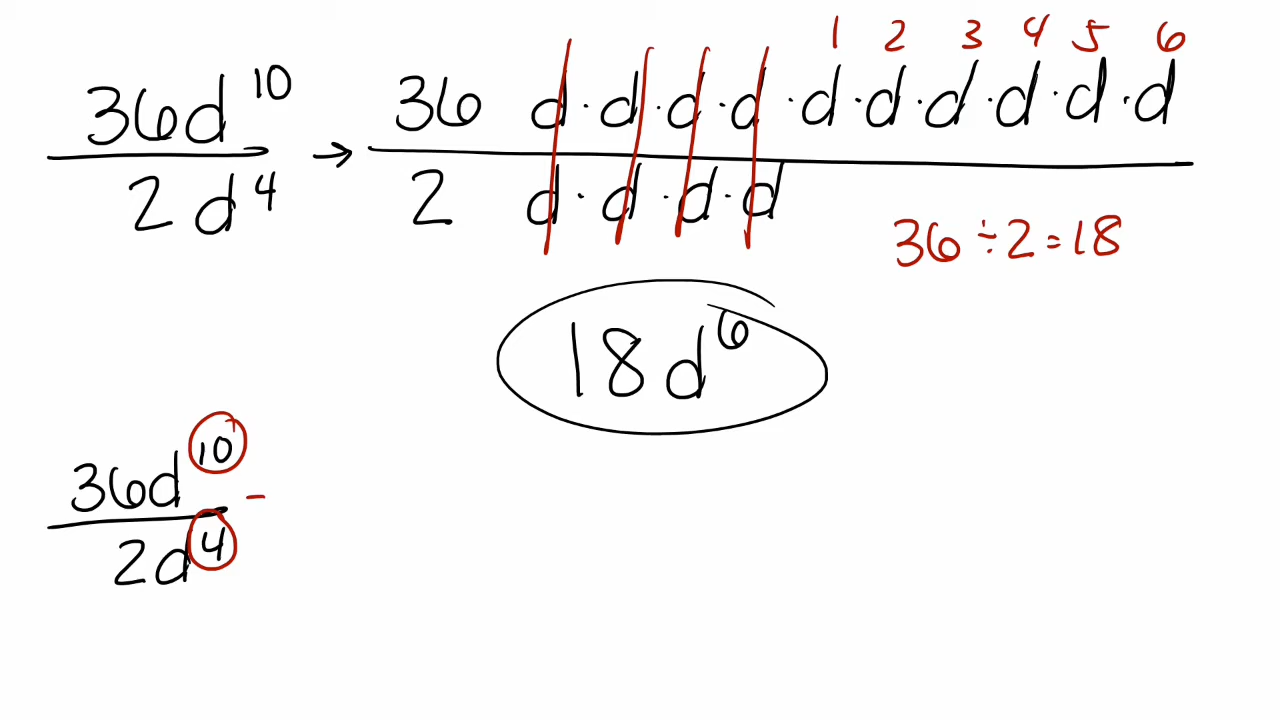 1 2 3 4 5 6
36d^10 / 2d^4 → 36 d·d·d·d·d·d·d·d·d·d / 2 d·d·d·d
36 ÷ 2 = 18
18d^6
36d^10 / 2d^4 -